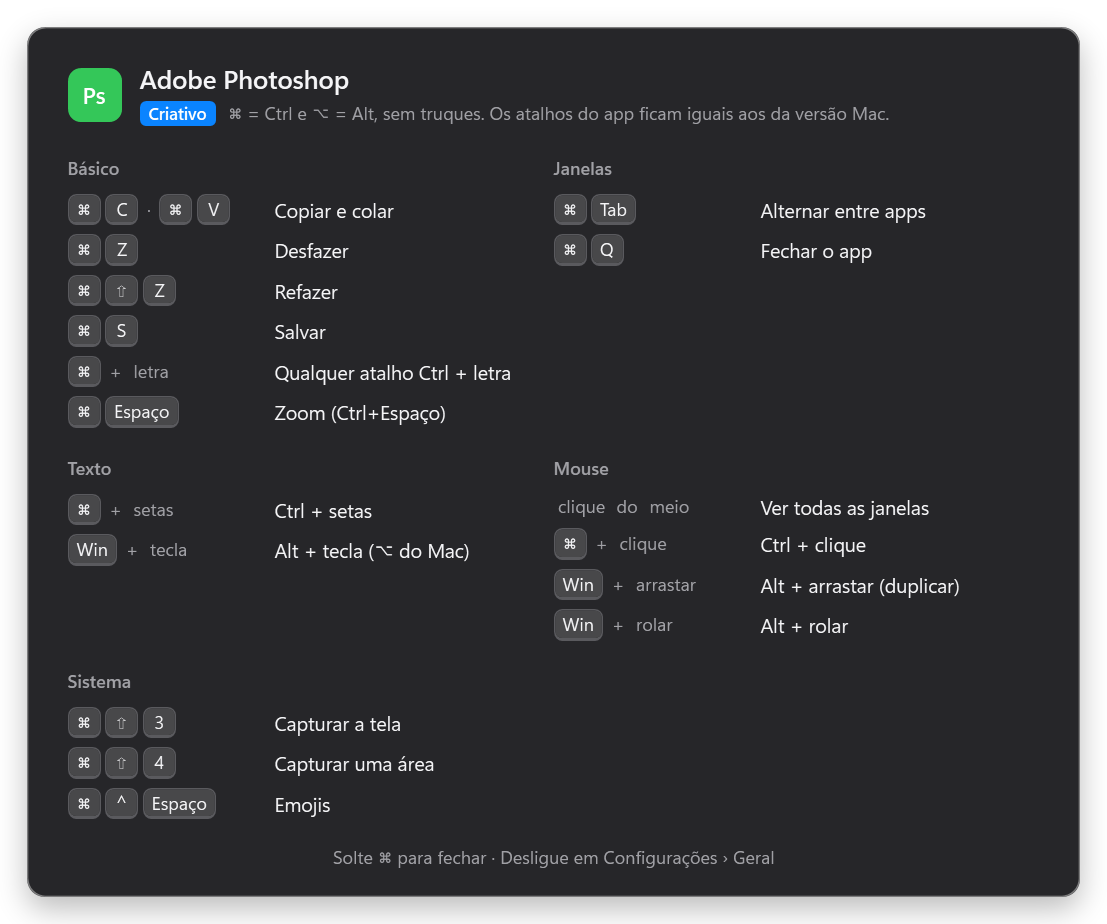 Ps
Adobe Photoshop
Criativo ⌘ = Ctrl e ⌥ = Alt, sem truques. Os atalhos do app ficam iguais aos da versão Mac.
Básico
⌘ C · ⌘ V Copiar e colar
⌘ Z Desfazer
⌘ ⇧ Z Refazer
⌘ S Salvar
⌘ + letra Qualquer atalho Ctrl + letra
⌘ Espaço Zoom (Ctrl+Espaço)
Janelas
⌘ Tab Alternar entre apps
⌘ Q Fechar o app
Texto
⌘ + setas Ctrl + setas
Win + tecla Alt + tecla (⌥ do Mac)
Mouse
clique do meio Ver todas as janelas
⌘ + clique Ctrl + clique
Win + arrastar Alt + arrastar (duplicar)
Win + rolar Alt + rolar
Sistema
⌘ ⇧ 3 Capturar a tela
⌘ ⇧ 4 Capturar uma área
⌘ ^ Espaço Emojis
Solte ⌘ para fechar · Desligue em Configurações › Geral